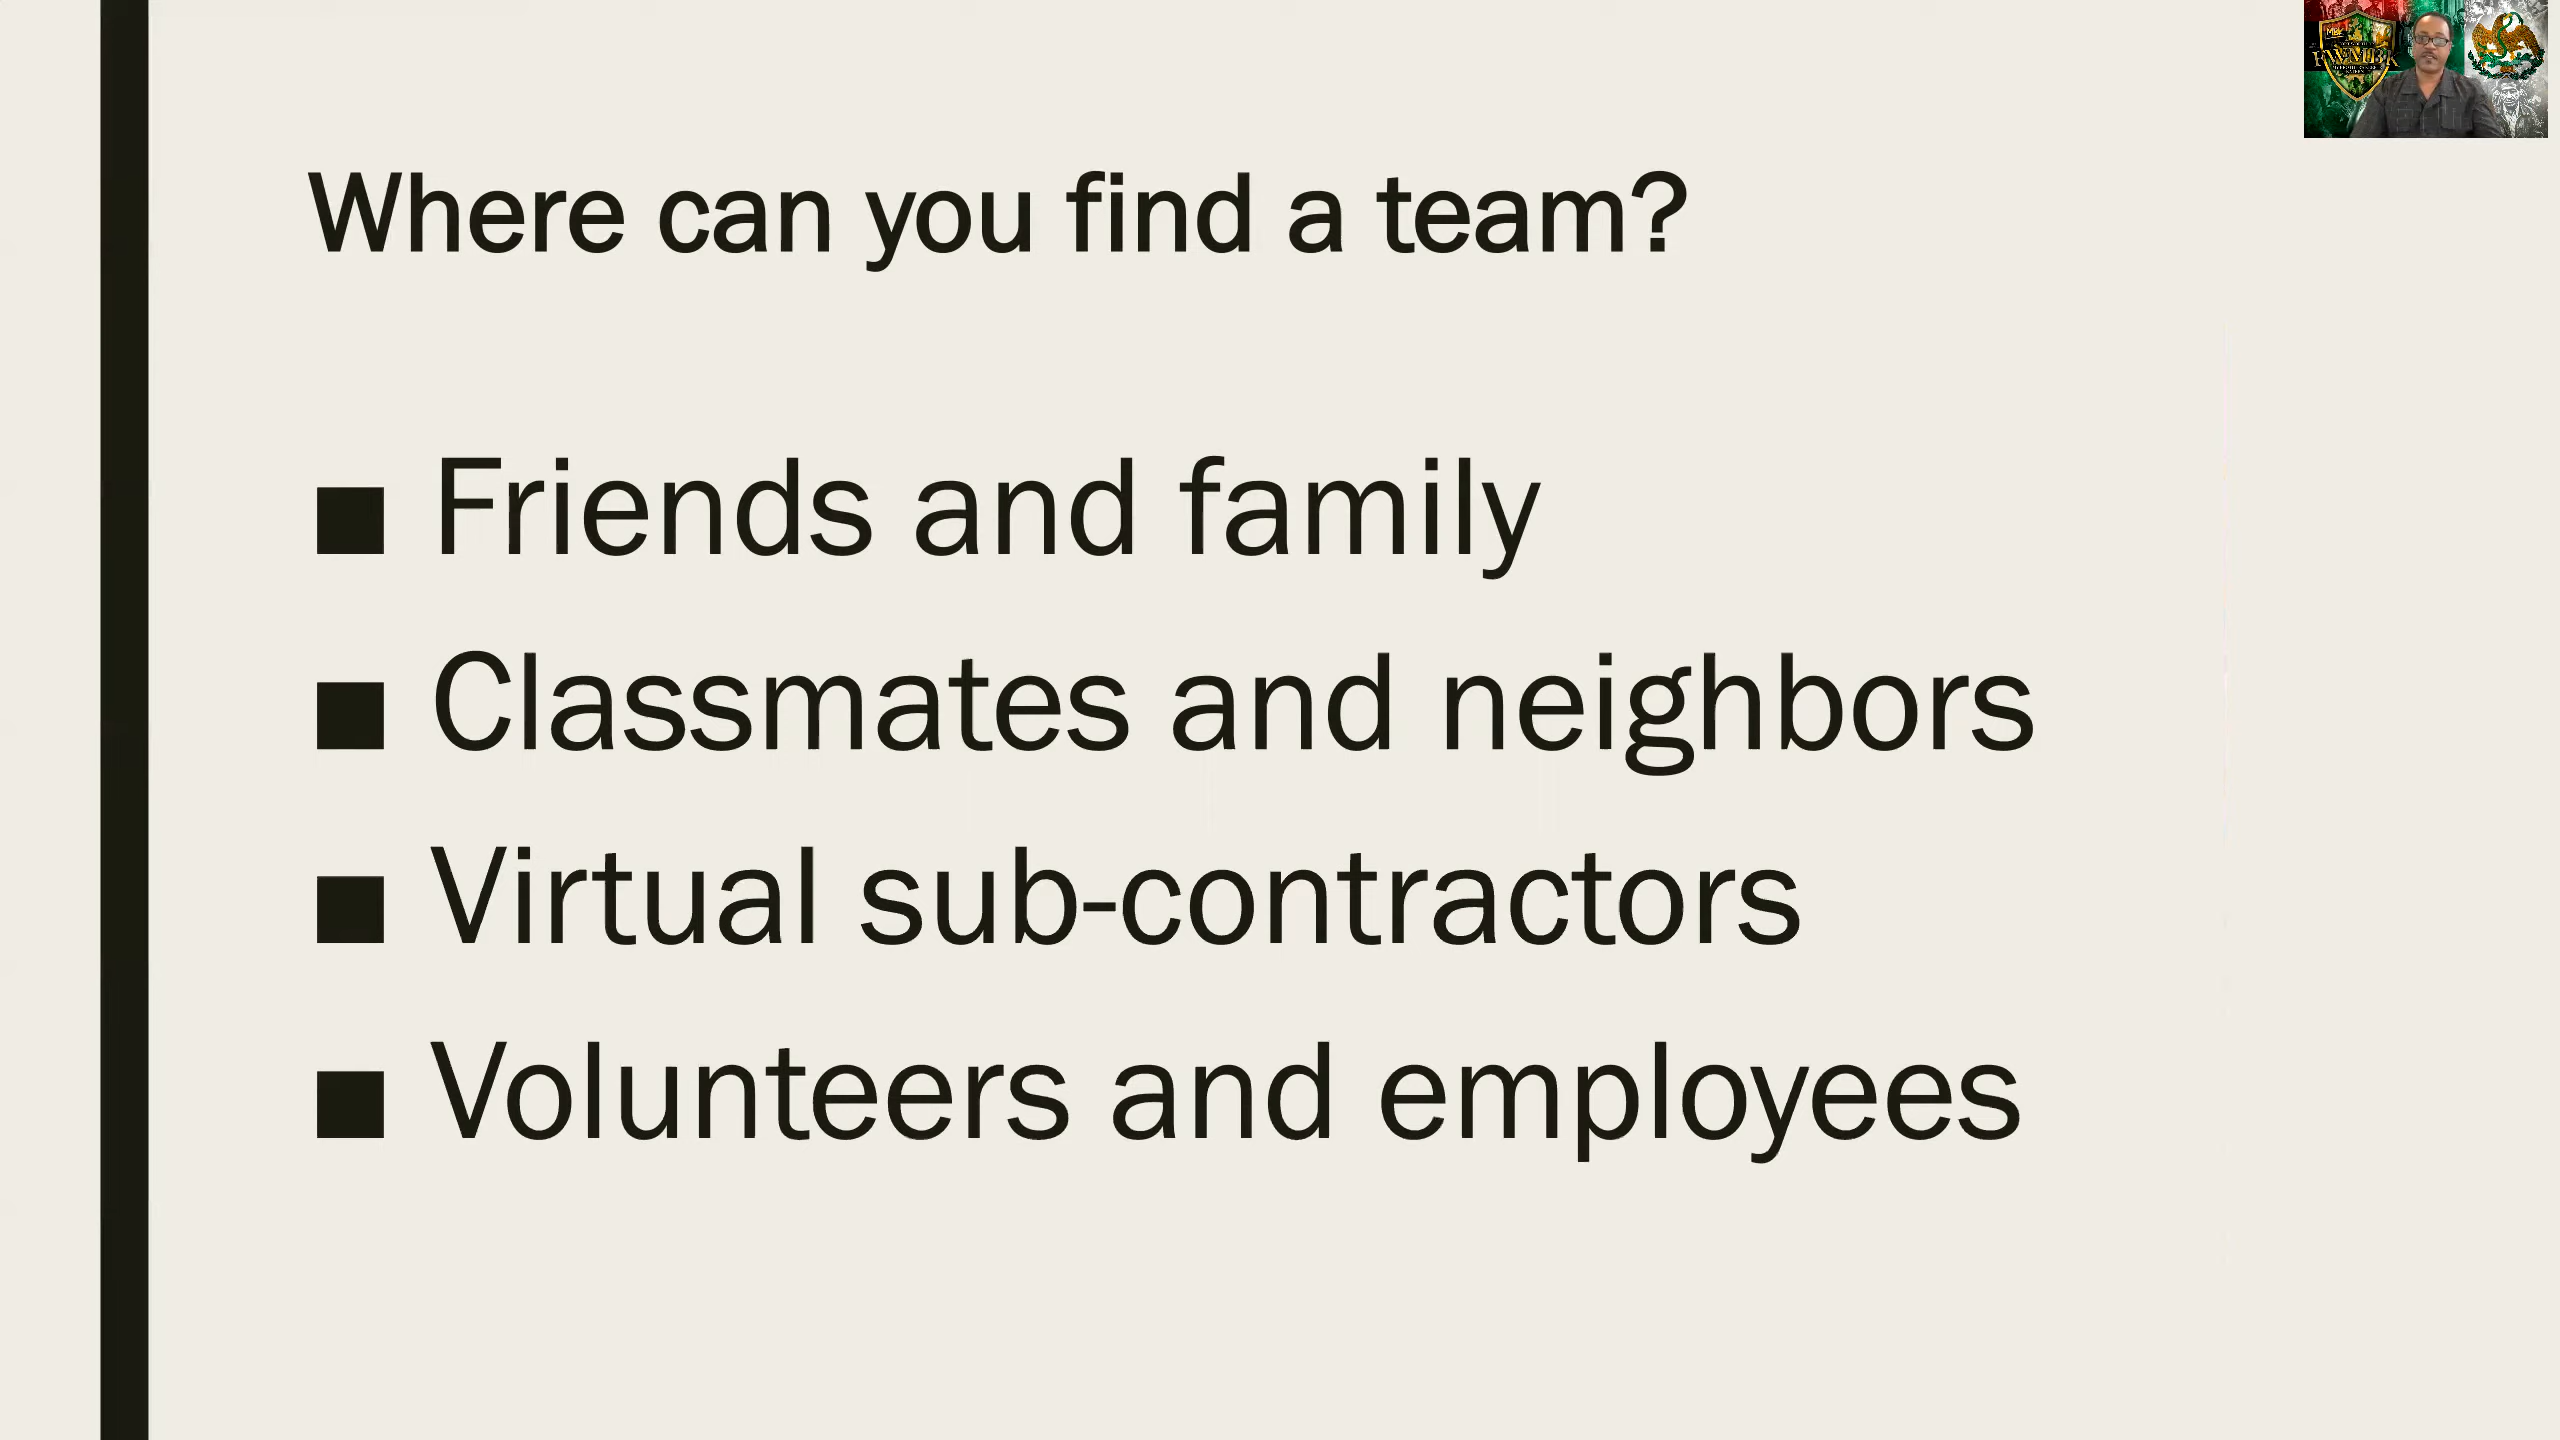 Where can you find a team?
■ Friends and family
■ Classmates and neighbors
■ Virtual sub-contractors
■ Volunteers and employees